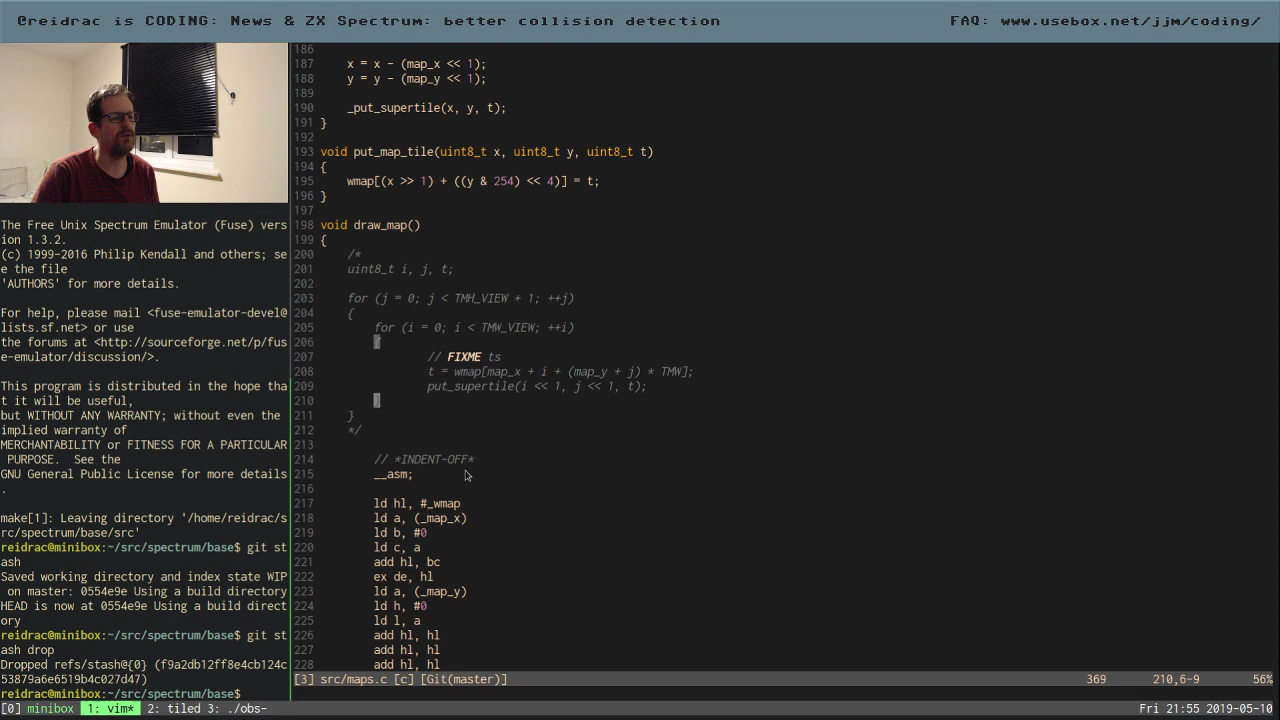 @reidrac is CODING: News & ZX Spectrum: better collision detection
FAQ: www.usebox.net/jjm/coding/
The Free Unix Spectrum Emulator (Fuse) vers
ion 1.3.2.
(c) 1999-2016 Philip Kendall and others; se
e the file
'AUTHORS' for more details.
For help, please mail <fuse-emulator-devel@
lists.sf.net> or use
the forums at <http://sourceforge.net/p/fus
e-emulator/discussion/>.
This program is distributed in the hope tha
t it will be useful,
but WITHOUT ANY WARRANTY; without even the
implied warranty of
MERCHANTABILITY or FITNESS FOR A PARTICULAR
PURPOSE.  See the
GNU General Public License for more details
.
make[1]: Leaving directory '/home/reidrac/s
rc/spectrum/base/src'
reidrac@minibox:~/src/spectrum/base$ git st
ash
Saved working directory and index state WIP
on master: 0554e9e Using a build directory
HEAD is now at 0554e9e Using a build direct
ory
reidrac@minibox:~/src/spectrum/base$ git st
ash drop
Dropped refs/stash@{0} (f9a2db12ff8e4cb124c
53879a6e6519b4c027d47)
reidrac@minibox:~/src/spectrum/base$
186
187 x = x - (map_x << 1);
188 y = y - (map_y << 1);
189
190 _put_supertile(x, y, t);
191 }
192
193 void put_map_tile(uint8_t x, uint8_t y, uint8_t t)
194 {
195 wmap[(x >> 1) + ((y & 254) << 4)] = t;
196 }
197
198 void draw_map()
199 {
200 /*
201 uint8_t i, j, t;
202
203 for (j = 0; j < TMH_VIEW + 1; ++j)
204 {
205 for (i = 0; i < TMW_VIEW; ++i)
206 {
207 // FIXME ts
208 t = wmap[map_x + i + (map_y + j) * TMW];
209 put_supertile(i << 1, j << 1, t);
210 }
211 }
212 */
213
214 // *INDENT-OFF*
215 __asm;
216
217 ld hl, #_wmap
218 ld a, (_map_x)
219 ld b, #0
220 ld c, a
221 add hl, bc
222 ex de, hl
223 ld a, (_map_y)
224 ld h, #0
225 ld l, a
226 add hl, hl
227 add hl, hl
228 add hl, hl
[3] src/maps.c [c] [Git(master)] 1096 210,6-9 56%
[0] minibox 1: vim* 2: tiled 3: ./obs- Fri 21:55 2019-05-10